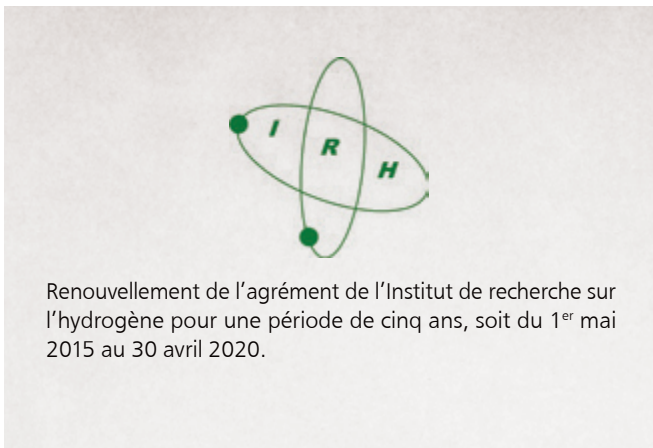 I R H
Renouvellement de l'agrément de l'Institut de recherche sur
l'hydrogène pour une période de cinq ans, soit du 1er mai
2015 au 30 avril 2020.